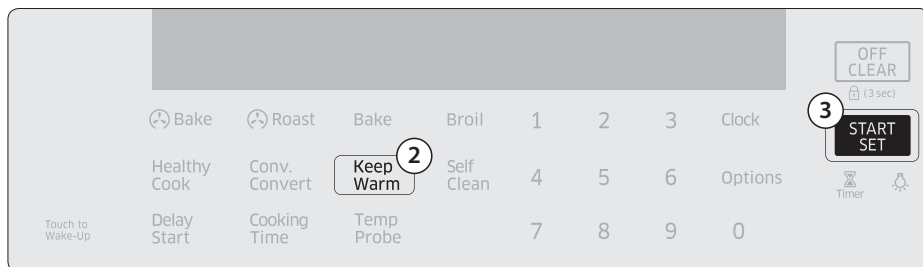 OFF
CLEAR
(3 sec)
Bake Roast Bake Broil 1 2 3 Clock 3 START
SET
Healthy
Cook Conv.
Convert Keep
Warm 2 Self
Clean 4 5 6 Options Timer
Touch to
Wake-Up Delay
Start Cooking
Time Temp
Probe 7 8 9 0